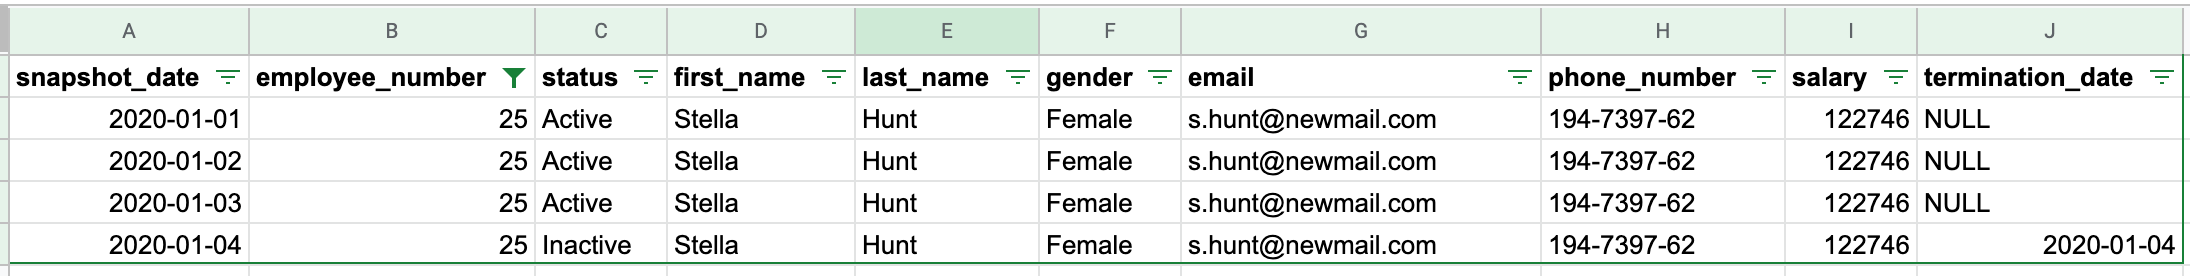 A B C D E F G H I J
snapshot_date employee_number status first_name last_name gender email phone_number salary termination_date
2020-01-01 25 Active Stella Hunt Female s.hunt@newmail.com 194-7397-62 122746 NULL
2020-01-02 25 Active Stella Hunt Female s.hunt@newmail.com 194-7397-62 122746 NULL
2020-01-03 25 Active Stella Hunt Female s.hunt@newmail.com 194-7397-62 122746 NULL
2020-01-04 25 Inactive Stella Hunt Female s.hunt@newmail.com 194-7397-62 122746 2020-01-04